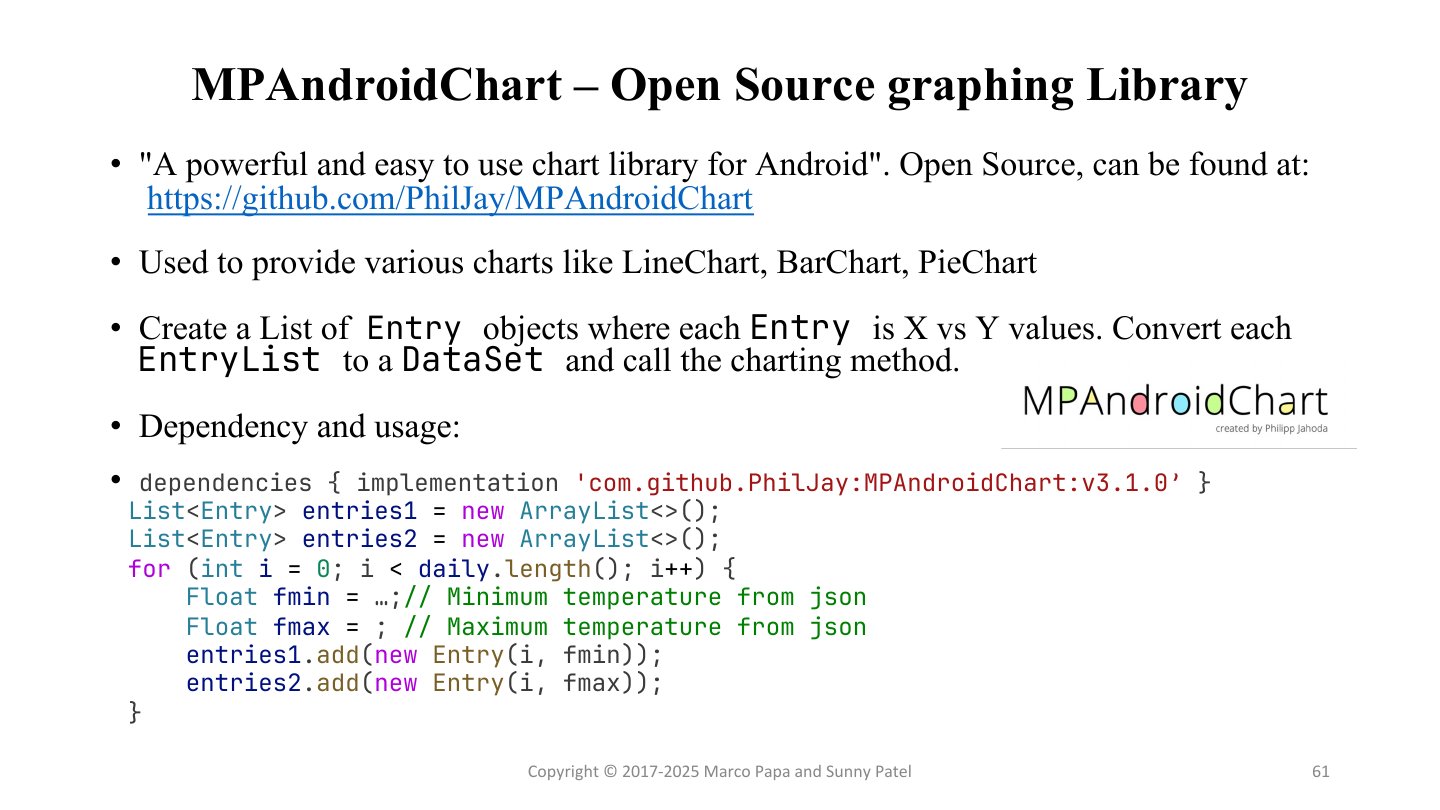 MPAndroidChart – Open Source graphing Library
• "A powerful and easy to use chart library for Android". Open Source, can be found at:
https://github.com/PhilJay/MPAndroidChart
• Used to provide various charts like LineChart, BarChart, PieChart
• Create a List of Entry objects where each Entry is X vs Y values. Convert each
EntryList to a DataSet and call the charting method.
MPAndroidChart
created by Philipp Jahoda
• Dependency and usage:
• dependencies { implementation 'com.github.PhilJay:MPAndroidChart:v3.1.0’ }
List<Entry> entries1 = new ArrayList<>();
List<Entry> entries2 = new ArrayList<>();
for (int i = 0; i < daily.length(); i++) {
    Float fmin = …;// Minimum temperature from json
    Float fmax = ; // Maximum temperature from json
    entries1.add(new Entry(i, fmin));
    entries2.add(new Entry(i, fmax));
}
Copyright © 2017-2025 Marco Papa and Sunny Patel
61